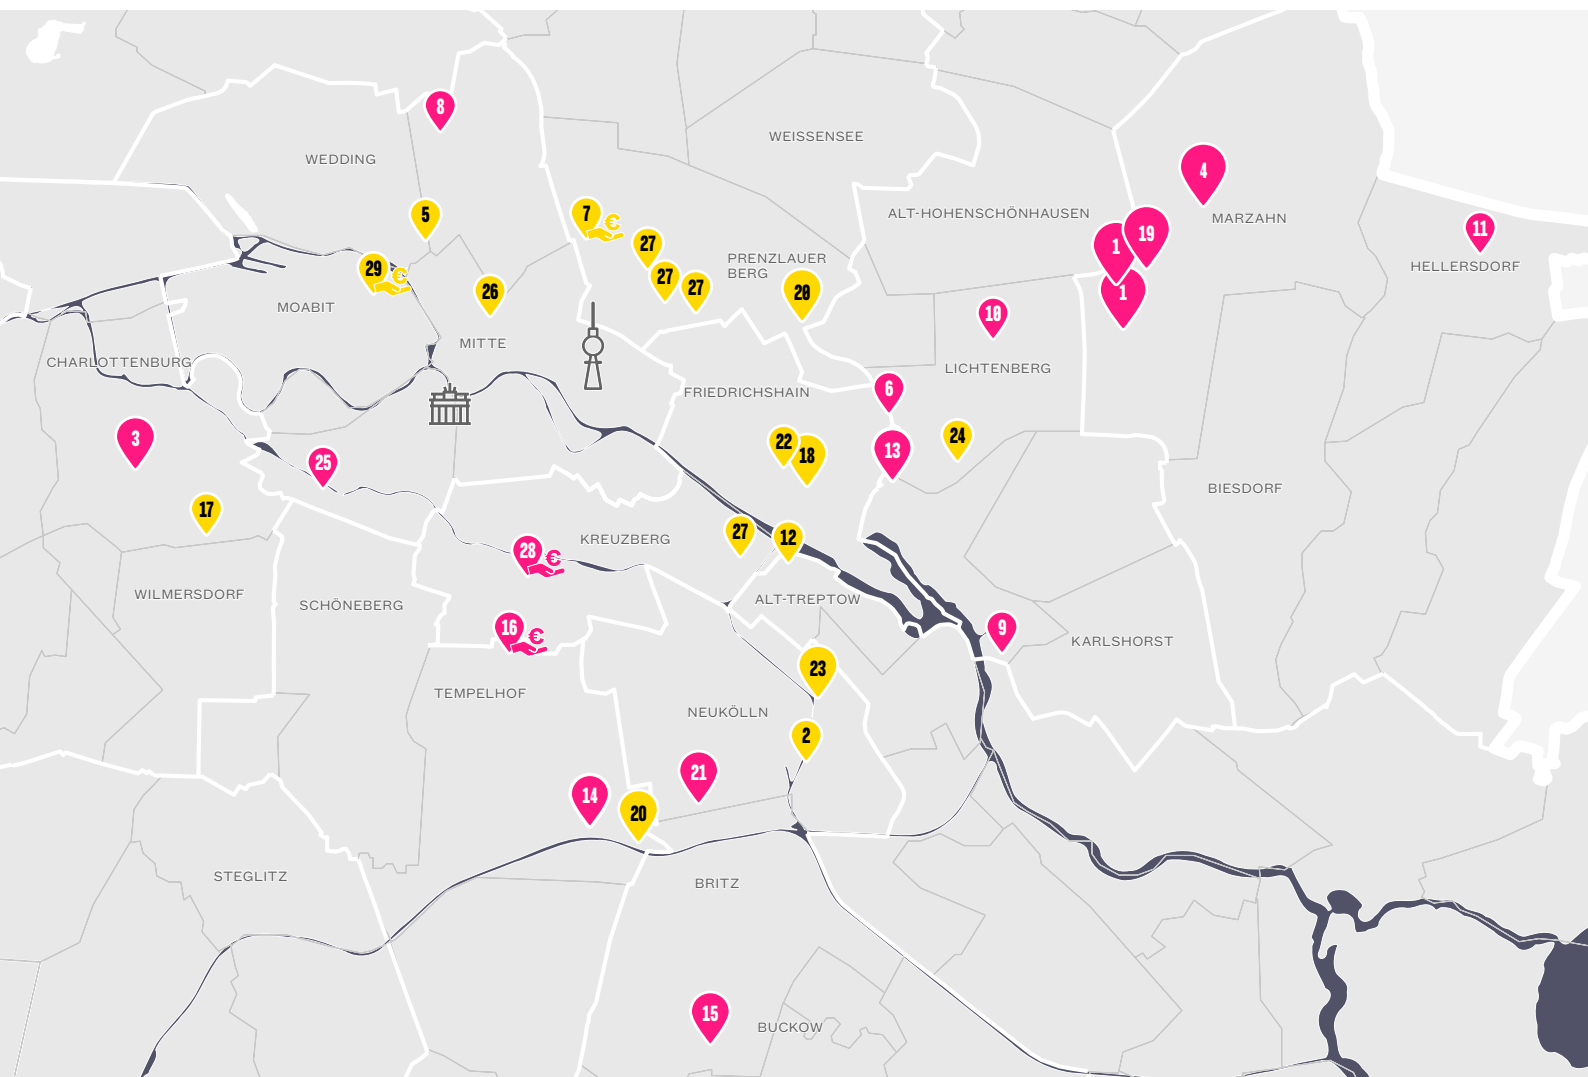 8
WEISSENSEE
WEDDING
4
5
7 €
ALT-HOHENSCHÖNHAUSEN
MARZAHN
11
27
1
19
29 €
27
27
PRENZLAUER
BERG
HELLERSDORF
26
20
1
MOABIT
10
MITTE
CHARLOTTENBURG
LICHTENBERG
FRIEDRICHSHAIN
6
3
22
18
13
24
25
BIESDORF
17
27
12
KREUZBERG
28 €
WILMERSDORF
SCHÖNEBERG
ALT-TREPTOW
16 €
9
KARLSHORST
23
TEMPELHOF
NEUKÖLLN
2
21
14
20
STEGLITZ
BRITZ
15
BUCKOW